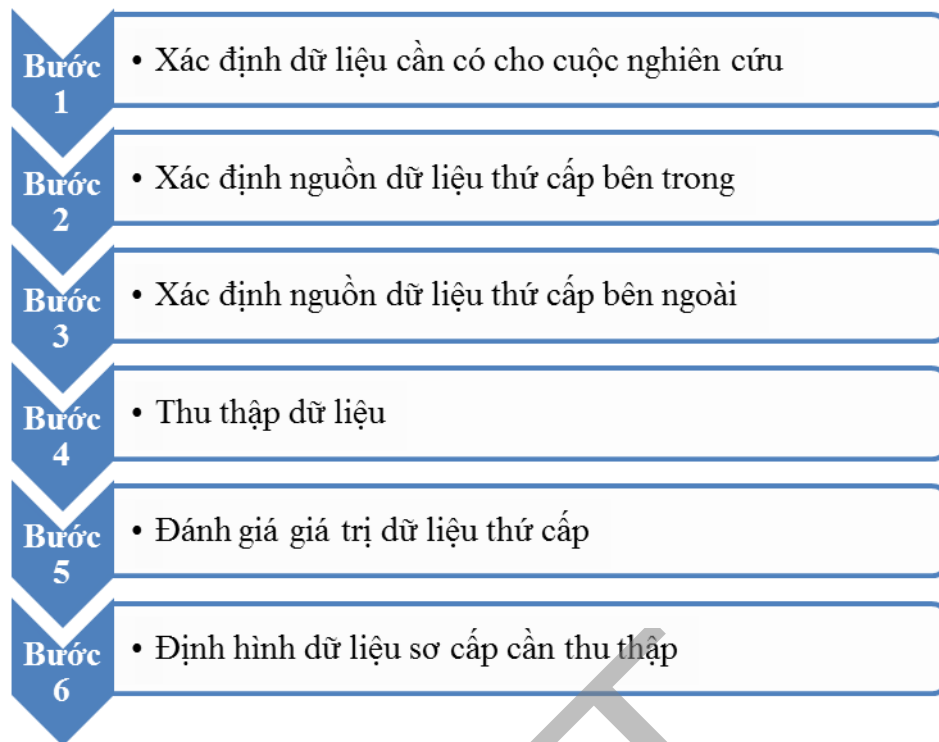 Bước
1
• Xác định dữ liệu cần có cho cuộc nghiên cứu
Bước
2
• Xác định nguồn dữ liệu thứ cấp bên trong
Bước
3
• Xác định nguồn dữ liệu thứ cấp bên ngoài
Bước
4
• Thu thập dữ liệu
Bước
5
• Đánh giá giá trị dữ liệu thứ cấp
Bước
6
• Định hình dữ liệu sơ cấp cần thu thập